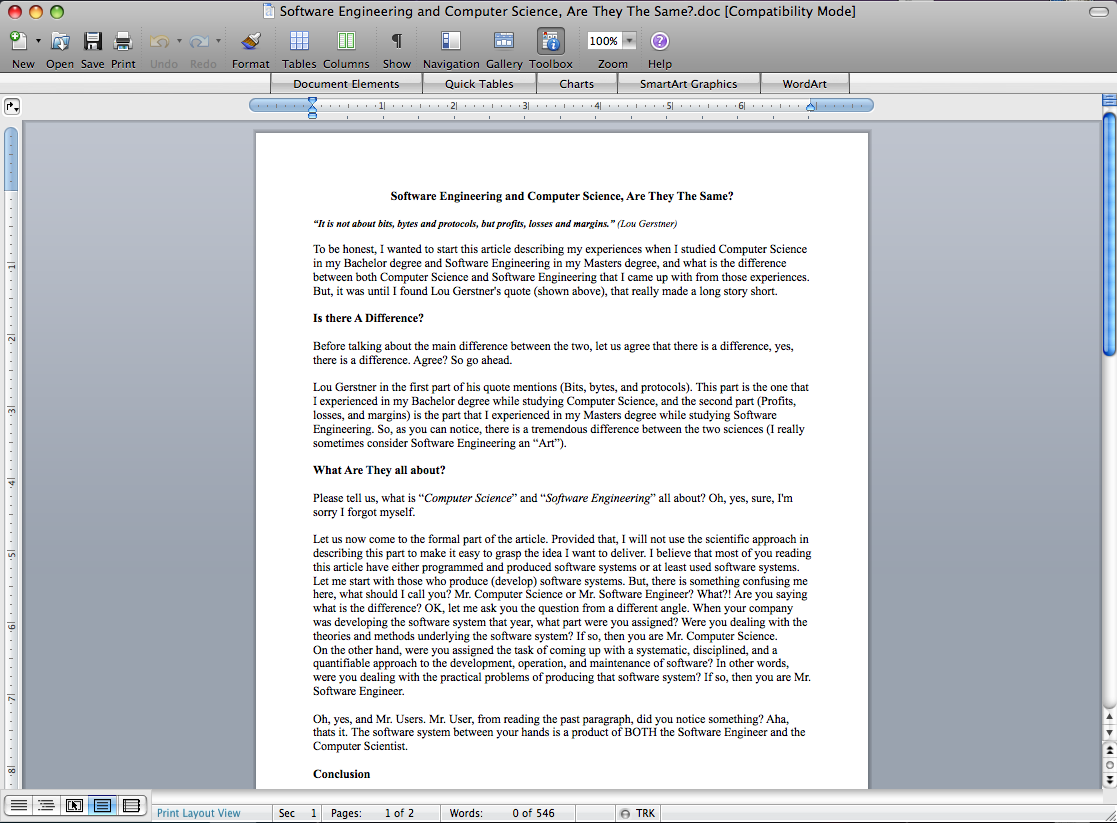 Software Engineering and Computer Science, Are They The Same?.doc [Compatibility Mode]
New Open Save Print Undo Redo Format Tables Columns Show Navigation Gallery Toolbox 100% Zoom Help
Document Elements Quick Tables Charts SmartArt Graphics WordArt
1 2 3 4 5 6
Software Engineering and Computer Science, Are They The Same?
“It is not about bits, bytes and protocols, but profits, losses and margins.” (Lou Gerstner)
To be honest, I wanted to start this article describing my experiences when I studied Computer Science
in my Bachelor degree and Software Engineering in my Masters degree, and what is the difference
between both Computer Science and Software Engineering that I came up with from those experiences.
But, it was until I found Lou Gerstner's quote (shown above), that really made a long story short.
Is there A Difference?
Before talking about the main difference between the two, let us agree that there is a difference, yes,
there is a difference. Agree? So go ahead.
Lou Gerstner in the first part of his quote mentions (Bits, bytes, and protocols). This part is the one that
I experienced in my Bachelor degree while studying Computer Science, and the second part (Profits,
losses, and margins) is the part that I experienced in my Masters degree while studying Software
Engineering. So, as you can notice, there is a tremendous difference between the two sciences (I really
sometimes consider Software Engineering an “Art”).
What Are They all about?
Please tell us, what is “Computer Science” and “Software Engineering” all about? Oh, yes, sure, I'm
sorry I forgot myself.
Let us now come to the formal part of the article. Provided that, I will not use the scientific approach in
describing this part to make it easy to grasp the idea I want to deliver. I believe that most of you reading
this article have either programmed and produced software systems or at least used software systems.
Let me start with those who produce (develop) software systems. But, there is something confusing me
here, what should I call you? Mr. Computer Science or Mr. Software Engineer? What?! Are you saying
what is the difference? OK, let me ask you the question from a different angle. When your company
was developing the software system that year, what part were you assigned? Were you dealing with the
theories and methods underlying the software system? If so, then you are Mr. Computer Science.
On the other hand, were you assigned the task of coming up with a systematic, disciplined, and a
quantifiable approach to the development, operation, and maintenance of software? In other words,
were you dealing with the practical problems of producing that software system? If so, then you are Mr.
Software Engineer.
Oh, yes, and Mr. Users. Mr. User, from reading the past paragraph, did you notice something? Aha,
thats it. The software system between your hands is a product of BOTH the Software Engineer and the
Computer Scientist.
Conclusion
1
2
3
4
5
6
7
8
Print Layout View Sec 1 Pages: 1 of 2 Words: 0 of 546 TRK